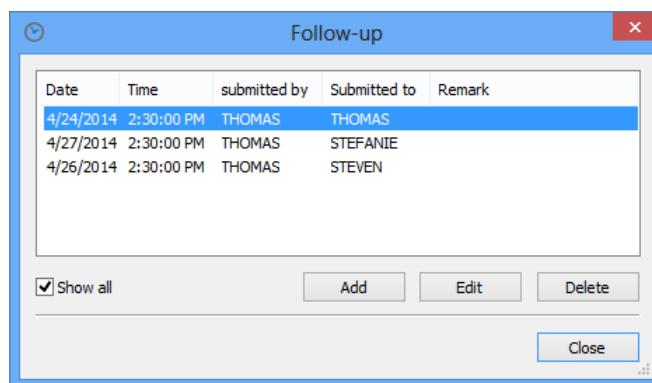 Follow-up
Date Time submitted by Submitted to Remark
4/24/2014 2:30:00 PM THOMAS THOMAS
4/27/2014 2:30:00 PM THOMAS STEFANIE
4/26/2014 2:30:00 PM THOMAS STEVEN
Show all Add Edit Delete
Close